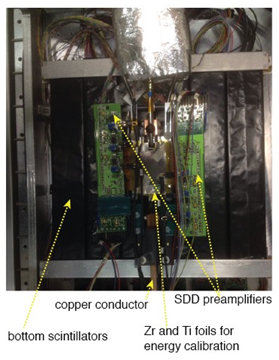 copper conductor
SDD preamplifiers
bottom scintillators
Zr and Ti foils for
energy calibration